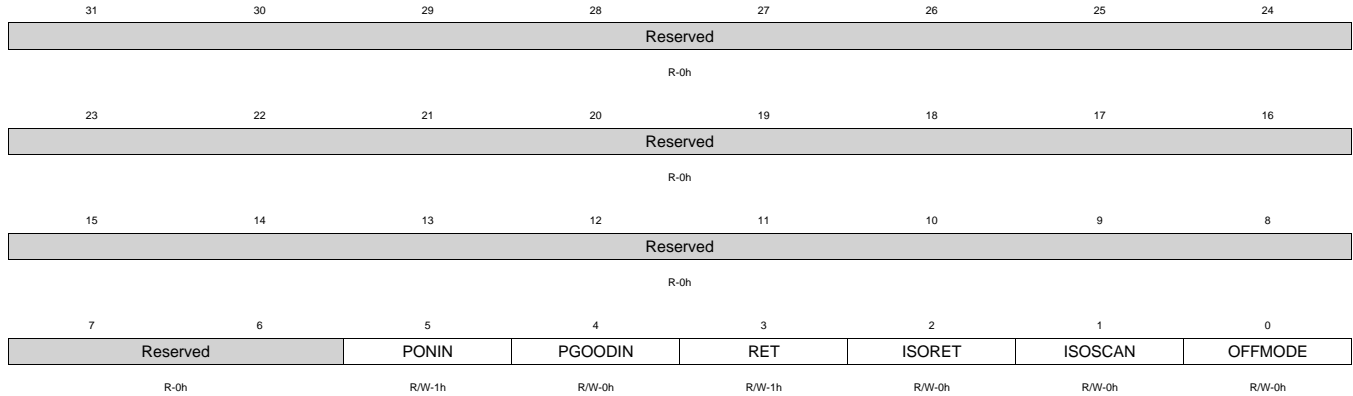 31 30 29 28 27 26 25 24
Reserved
R-0h
23 22 21 20 19 18 17 16
Reserved
R-0h
15 14 13 12 11 10 9 8
Reserved
R-0h
7 6 5 4 3 2 1 0
Reserved PONIN PGOODIN RET ISORET ISOSCAN OFFMODE
R-0h R/W-1h R/W-0h R/W-1h R/W-0h R/W-0h R/W-0h